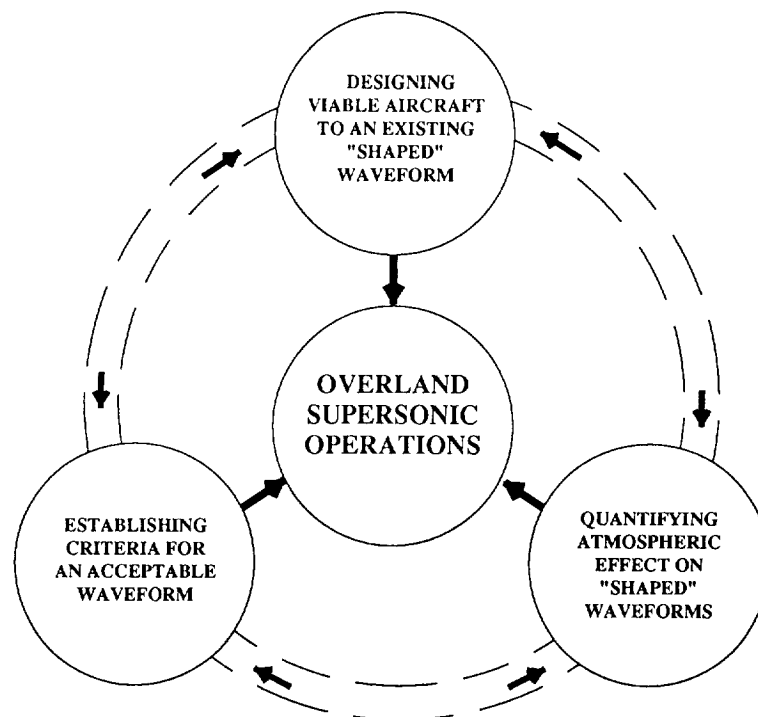 DESIGNING
VIABLE AIRCRAFT
TO AN EXISTING
"SHAPED"
WAVEFORM
OVERLAND
SUPERSONIC
OPERATIONS
ESTABLISHING
CRITERIA FOR
AN ACCEPTABLE
WAVEFORM
QUANTIFYING
ATMOSPHERIC
EFFECT ON
"SHAPED"
WAVEFORMS